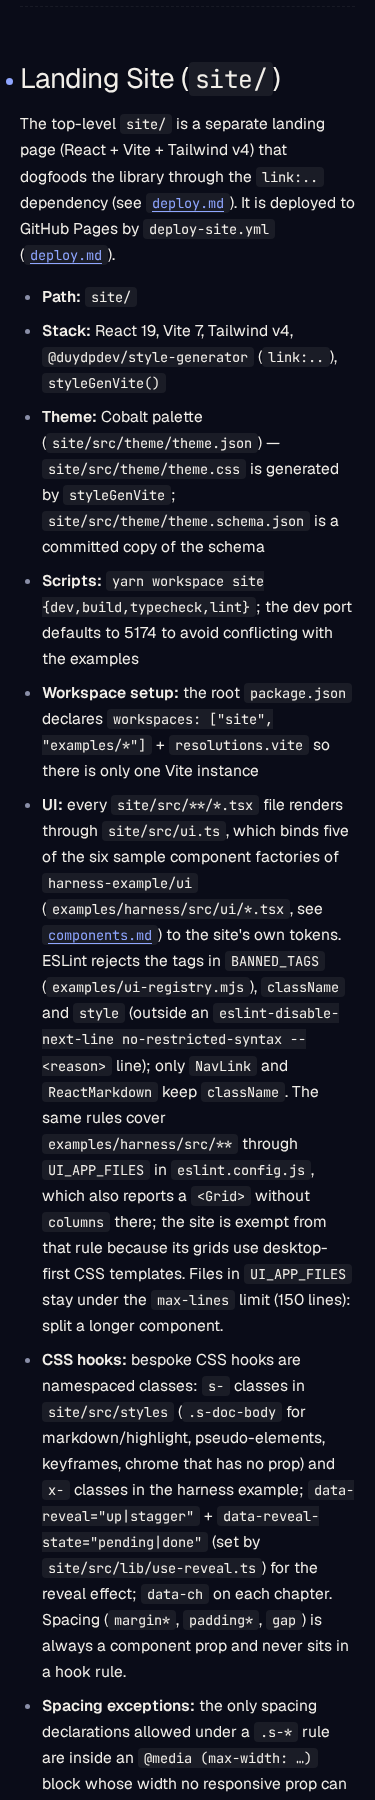 Landing Site (site/)
The top-level site/ is a separate landing
page (React + Vite + Tailwind v4) that
dogfoods the library through the link:..
dependency (see deploy.md). It is deployed to
GitHub Pages by deploy-site.yml
(deploy.md).
Path: site/
Stack: React 19, Vite 7, Tailwind v4,
@duydpdev/style-generator (link:..),
styleGenVite()
Theme: Cobalt palette
(site/src/theme/theme.json) —
site/src/theme/theme.css is generated
by styleGenVite;
site/src/theme/theme.schema.json is a
committed copy of the schema
Scripts: yarn workspace site
{dev,build,typecheck,lint}; the dev port
defaults to 5174 to avoid conflicting with
the examples
Workspace setup: the root package.json
declares workspaces: ["site",
"examples/*"] + resolutions.vite so
there is only one Vite instance
UI: every site/src/**/*.tsx file renders
through site/src/ui.ts, which binds five
of the six sample component factories of
harness-example/ui
(examples/harness/src/ui/*.tsx, see
components.md) to the site's own tokens.
ESLint rejects the tags in BANNED_TAGS
(examples/ui-registry.mjs), className
and style (outside an eslint-disable-
next-line no-restricted-syntax --
<reason> line); only NavLink and
ReactMarkdown keep className. The
same rules cover
examples/harness/src/** through
UI_APP_FILES in eslint.config.js,
which also reports a <Grid> without
columns there; the site is exempt from
that rule because its grids use desktop-
first CSS templates. Files in UI_APP_FILES
stay under the max-lines limit (150 lines):
split a longer component.
CSS hooks: bespoke CSS hooks are
namespaced classes: s- classes in
site/src/styles (.s-doc-body for
markdown/highlight, pseudo-elements,
keyframes, chrome that has no prop) and
x- classes in the harness example; data-
reveal="up|stagger" + data-reveal-
state="pending|done" (set by
site/src/lib/use-reveal.ts) for the
reveal effect; data-ch on each chapter.
Spacing (margin*, padding*, gap) is
always a component prop and never sits in
a hook rule.
Spacing exceptions: the only spacing
declarations allowed under a .s-* rule
are inside an @media (max-width: …)
block whose width no responsive prop can